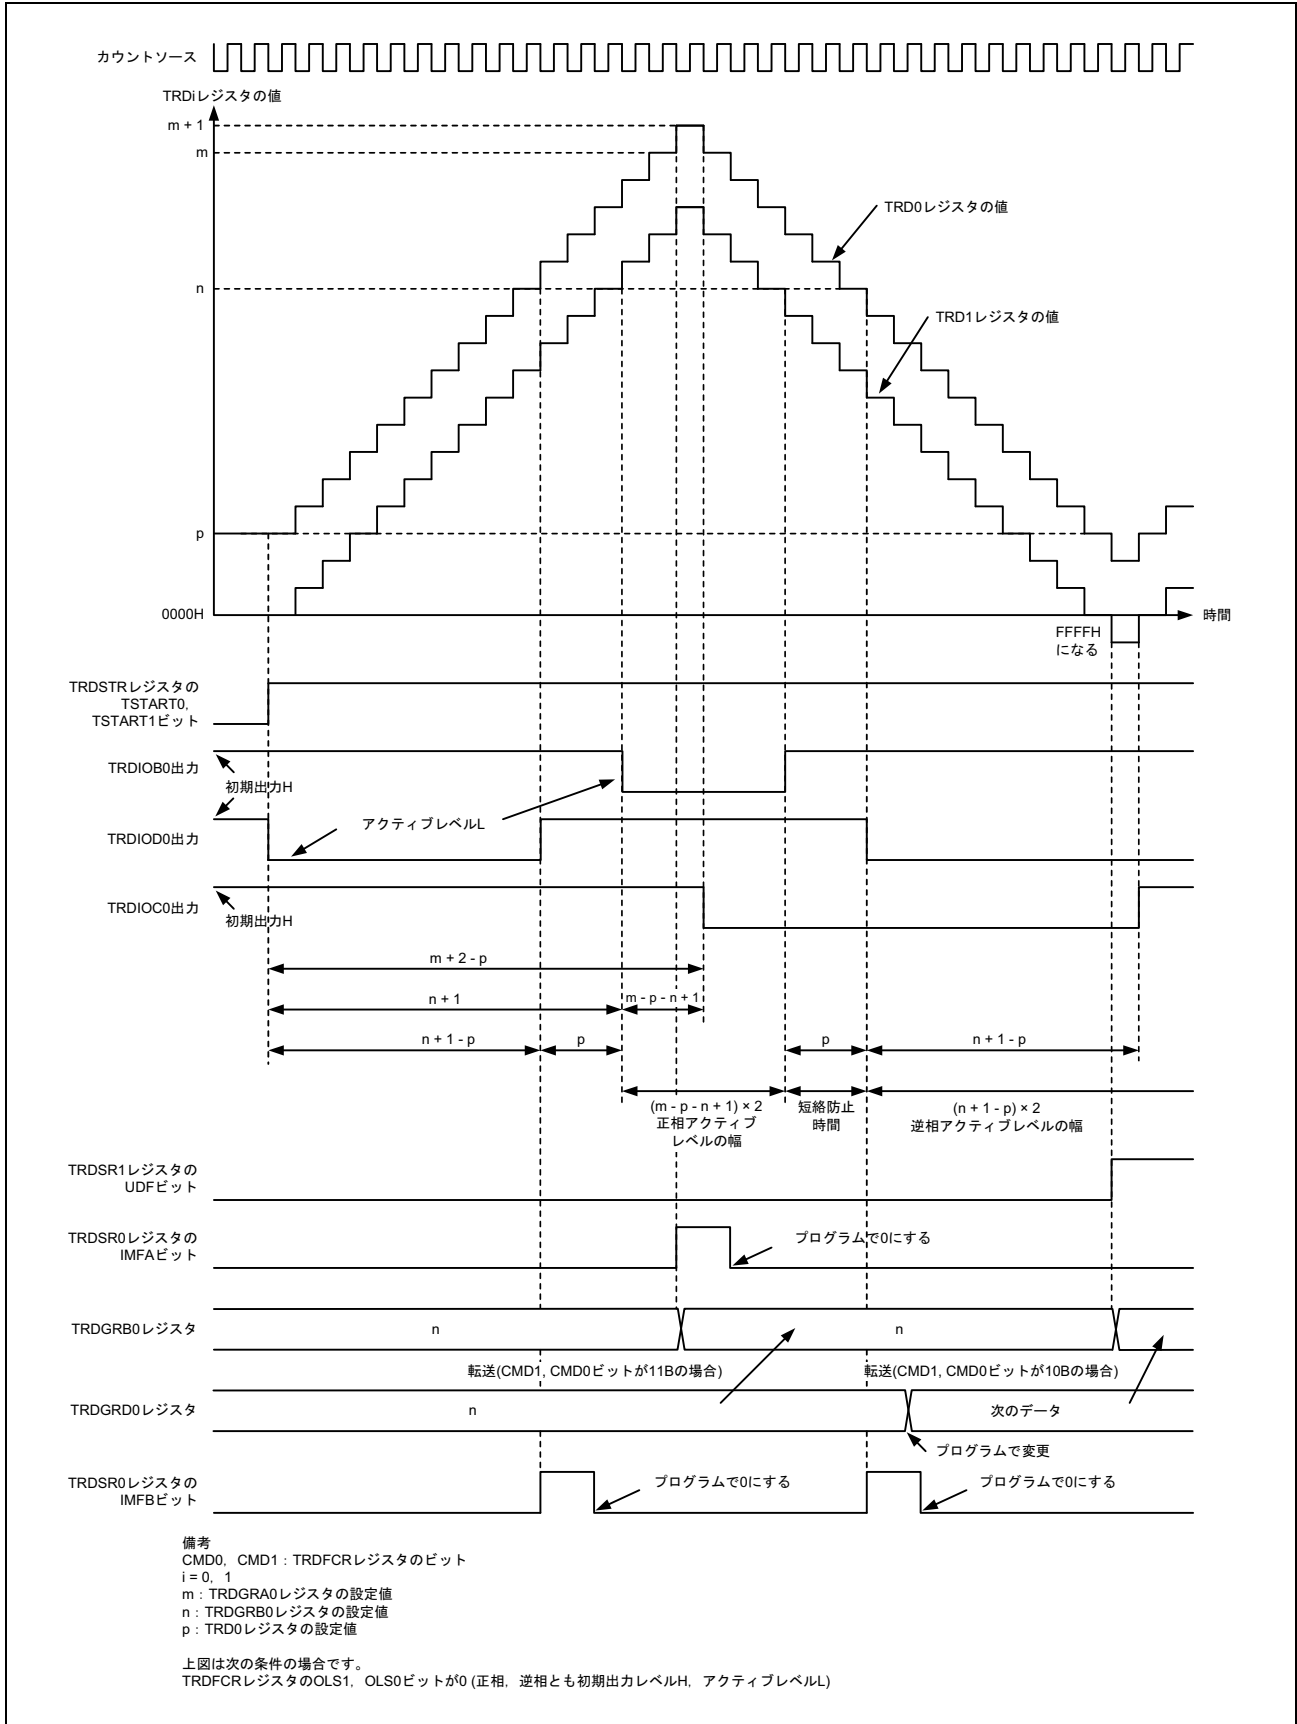 カウントソース
TRDiレジスタの値
m + 1
m
TRD0レジスタの値
n
TRD1レジスタの値
p
0000H
時間
FFFFH
になる
TRDSTRレジスタの
TSTART0,
TSTART1ビット
TRDIOB0出力
初期出力H
アクティブレベルL
TRDIOD0出力
TRDIOC0出力
初期出力H
m + 2 - p
n + 1
m - p - n + 1
n + 1 - p
p
p
n + 1 - p
(m - p - n + 1) × 2
正相アクティブ
レベルの幅
短絡防止
時間
(n + 1 - p) × 2
逆相アクティブレベルの幅
TRDSR1レジスタの
UDFビット
TRDSR0レジスタの
IMFAビット
プログラムで0にする
TRDGRB0レジスタ
n
n
転送(CMD1, CMD0ビットが11Bの場合)
転送(CMD1, CMD0ビットが10Bの場合)
TRDGRD0レジスタ
n
次のデータ
プログラムで変更
TRDSR0レジスタの
IMFBビット
プログラムで0にする
プログラムで0にする
備考
CMD0, CMD1：TRDFCRレジスタのビット
i = 0, 1
m：TRDGRA0レジスタの設定値
n：TRDGRB0レジスタの設定値
p：TRD0レジスタの設定値
上図は次の条件の場合です。
TRDFCRレジスタのOLS1, OLS0ビットが0 (正相, 逆相とも初期出力レベルH, アクティブレベルL)